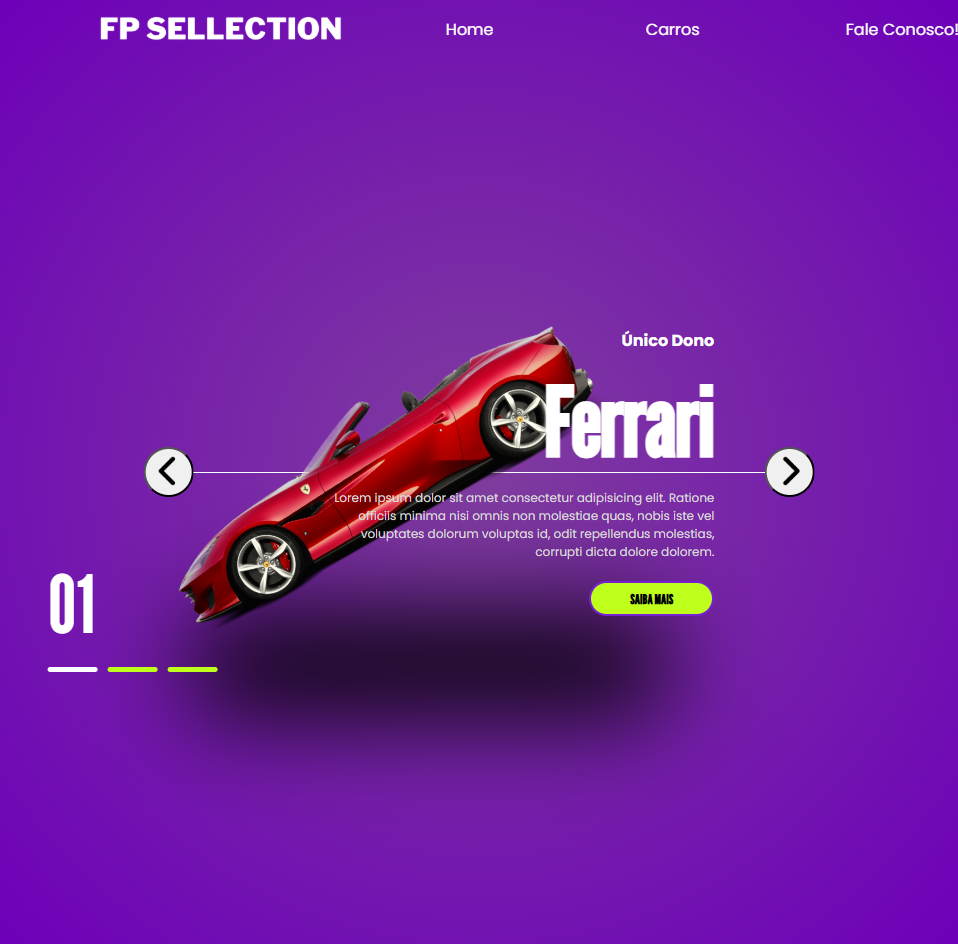 FP SELLECTION
Home
Carros
Fale Conosco!
Único Dono
Ferrari
Lorem ipsum dolor sit amet consectetur adipisicing elit. Ratione
officiis minima nisi omnis non molestiae quas, nobis iste vel
voluptates dolorum voluptas id, odit repellendus molestias,
corrupti dicta dolore dolorem.
SAIBA MAIS
01